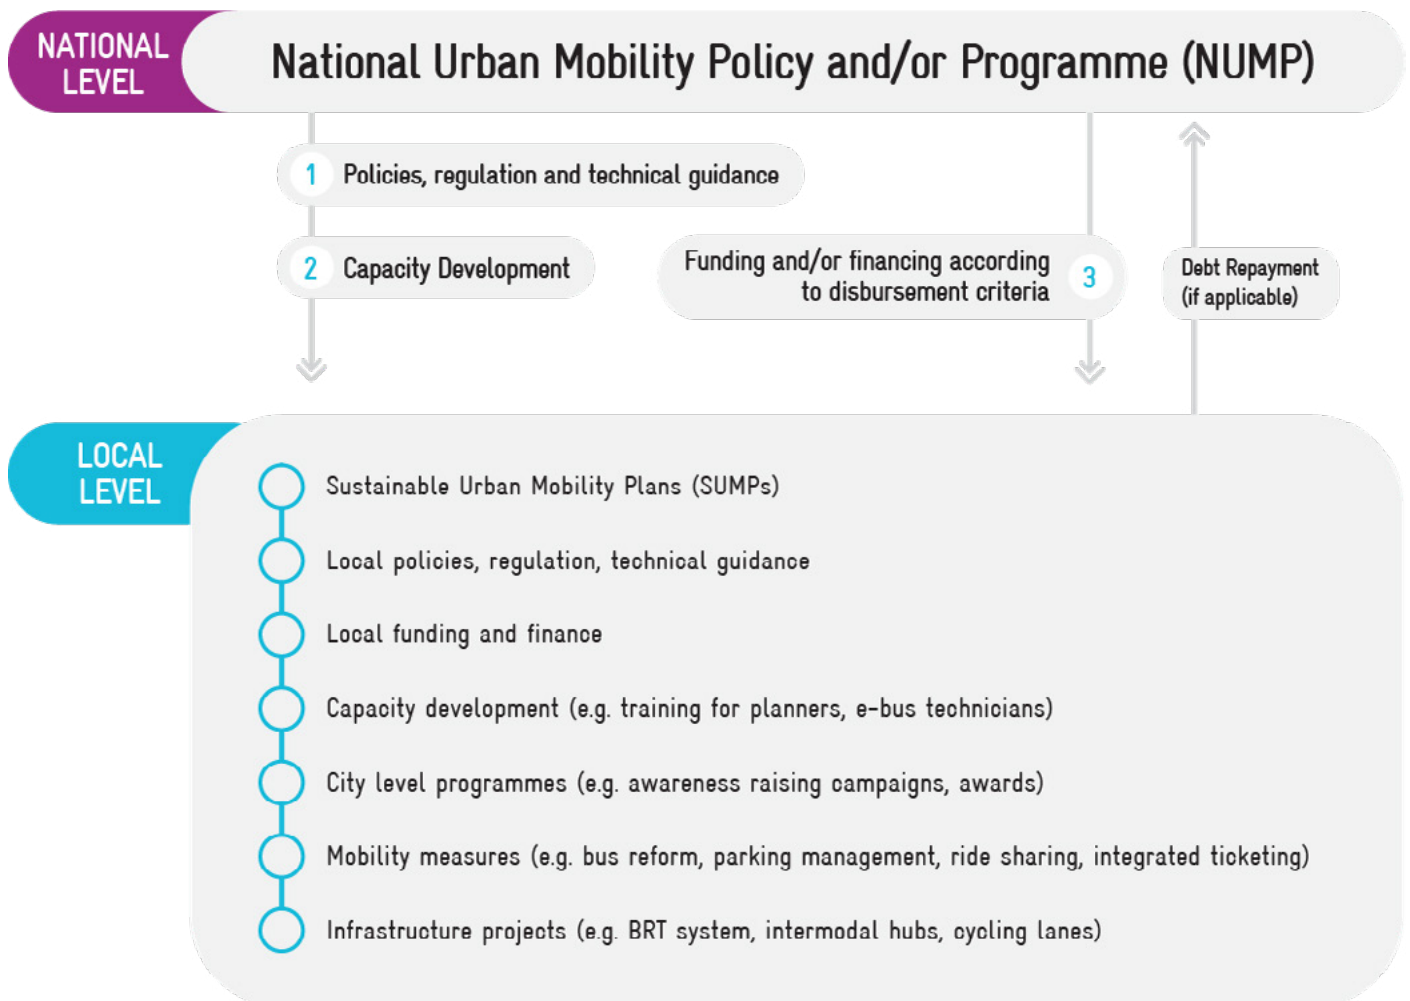 NATIONAL
LEVEL
National Urban Mobility Policy and/or Programme (NUMP)
1 Policies, regulation and technical guidance
2 Capacity Development
Funding and/or financing according
to disbursement criteria
3
Debt Repayment
(if applicable)
LOCAL
LEVEL
Sustainable Urban Mobility Plans (SUMPs)
Local policies, regulation, technical guidance
Local funding and finance
Capacity development (e.g. training for planners, e-bus technicians)
City level programmes (e.g. awareness raising campaigns, awards)
Mobility measures (e.g. bus reform, parking management, ride sharing, integrated ticketing)
Infrastructure projects (e.g. BRT system, intermodal hubs, cycling lanes)